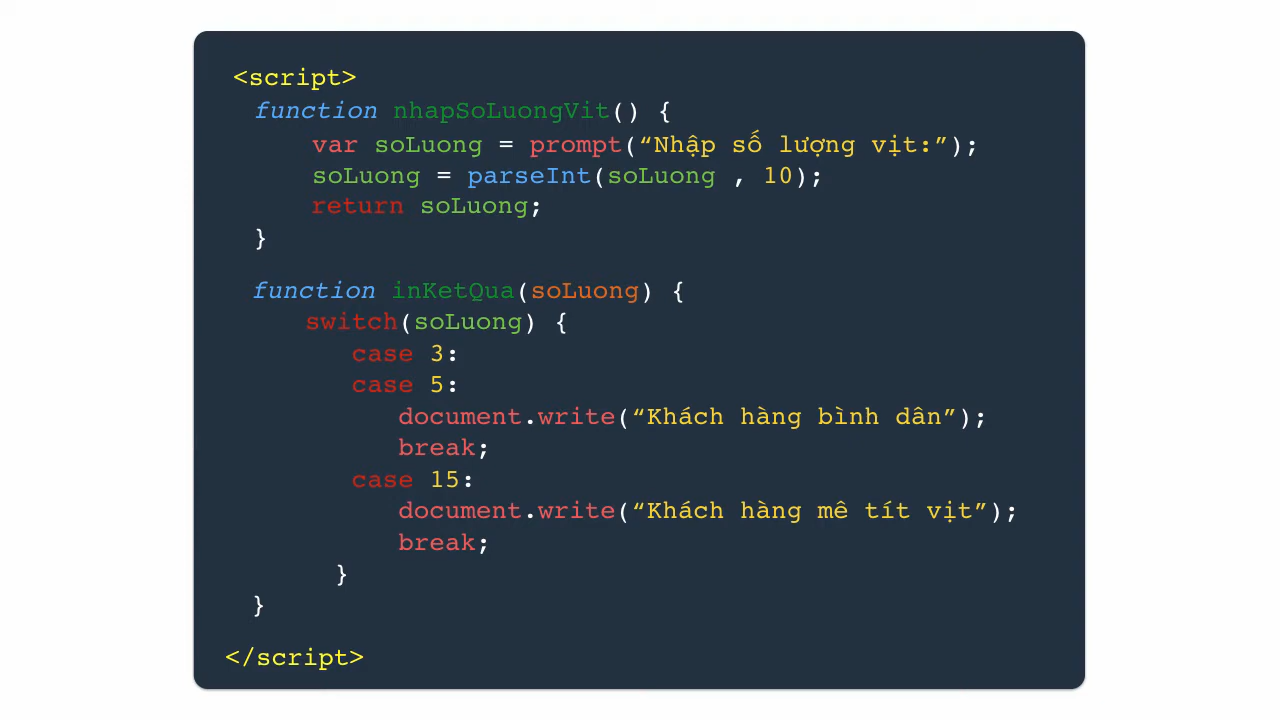 <script>
function nhapSoLuongVit() {
var soLuong = prompt(“Nhập số lượng vịt:”);
soLuong = parseInt(soLuong , 10);
return soLuong;
}
function inKetQua(soLuong) {
switch(soLuong) {
case 3:
case 5:
document.write(“Khách hàng bình dân”);
break;
case 15:
document.write(“Khách hàng mê tít vịt”);
break;
}
}
</script>